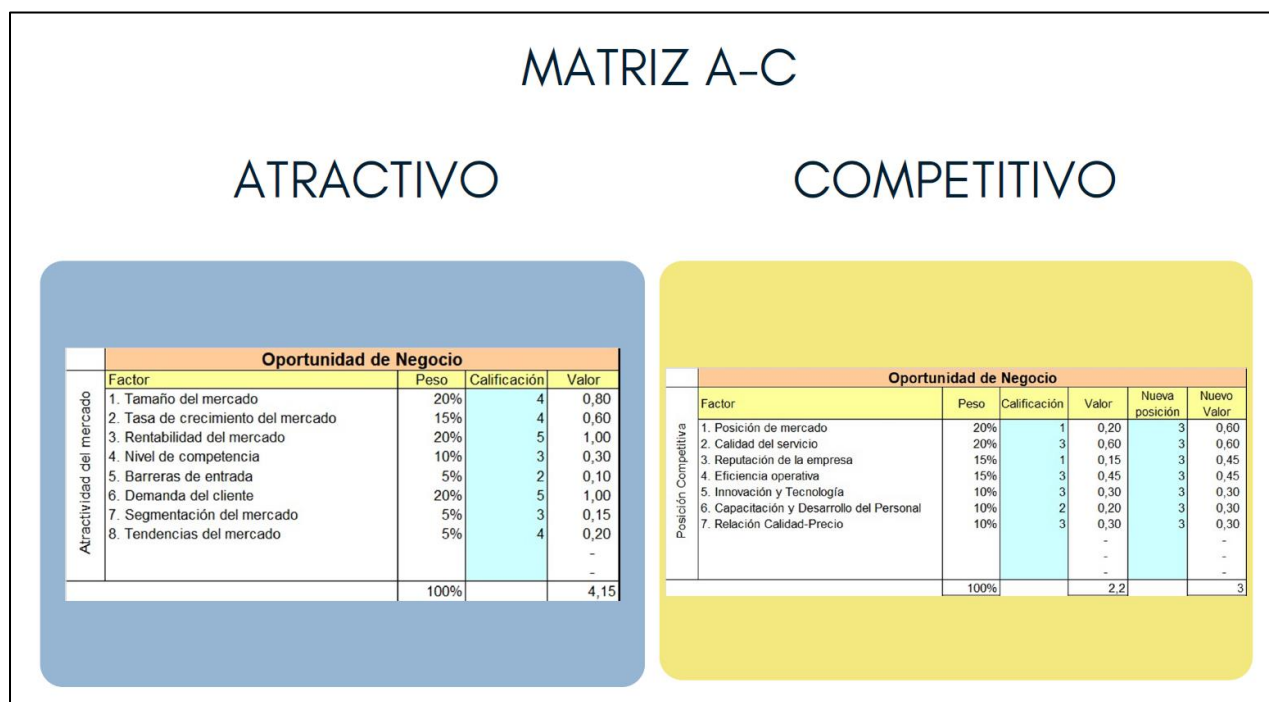 MATRIZ A-C
ATRACTIVO
COMPETITIVO
Oportunidad de Negocio
Atractividad del mercado
Factor Peso Calificación Valor
1. Tamaño del mercado 20% 4 0,80
2. Tasa de crecimiento del mercado 15% 4 0,60
3. Rentabilidad del mercado 20% 5 1,00
4. Nivel de competencia 10% 3 0,30
5. Barreras de entrada 5% 2 0,10
6. Demanda del cliente 20% 5 1,00
7. Segmentación del mercado 5% 3 0,15
8. Tendencias del mercado 5% 4 0,20
-
-
100% 4,15
Oportunidad de Negocio
Posición Competitiva
Factor Peso Calificación Valor Nueva posición Nuevo Valor
1. Posición de mercado 20% 1 0,20 3 0,60
2. Calidad del servicio 20% 3 0,60 3 0,60
3. Reputación de la empresa 15% 1 0,15 3 0,45
4. Eficiencia operativa 15% 3 0,45 3 0,45
5. Innovación y Tecnología 10% 3 0,30 3 0,30
6. Capacitación y Desarrollo del Personal 10% 2 0,20 3 0,30
7. Relación Calidad-Precio 10% 3 0,30 3 0,30
- -
- -
- -
100% 2,2 3